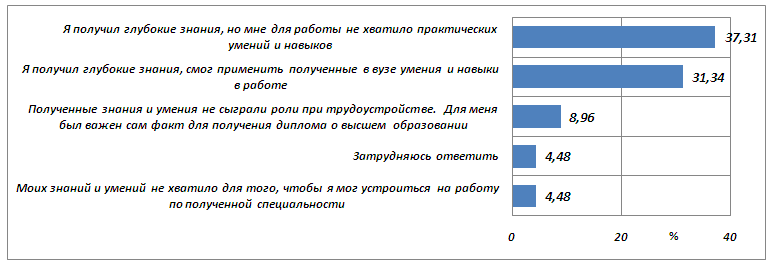 Я получил глубокие знания, но мне для работы не хватило практических
умений и навыков
37,31
Я получил глубокие знания, смог применить полученные в вузе умения и навыки
в работе
31,34
Полученные знания и умения не сыграли роли при трудоустройстве. Для меня
был важен сам факт для получения диплома о высшем образовании
8,96
Затрудняюсь ответить
4,48
Моих знаний и умений не хватило для того, чтобы я мог устроиться на работу
по полученной специальности
4,48
0 20 % 40